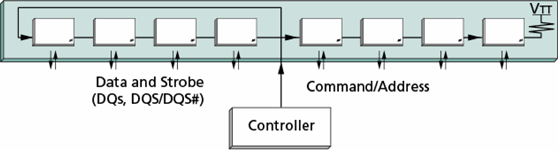 VTT
Data and Strobe
(DQs, DQS/DQS#)
Command/Address
Controller